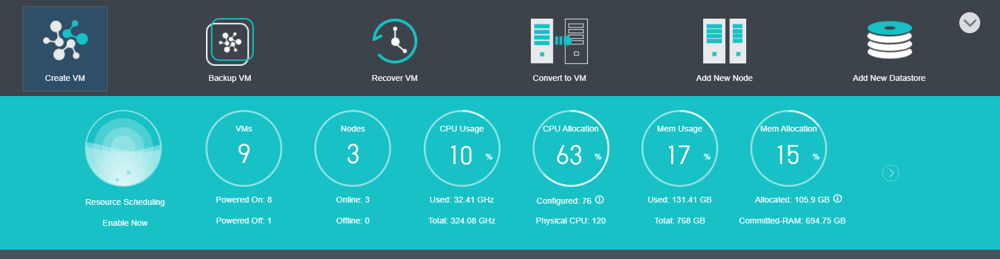 Create VM
Backup VM
Recover VM
Convert to VM
Add New Node
Add New Datastore
VMs
Nodes
CPU Usage
CPU Allocation
Mem Usage
Mem Allocation
9
3
10 %
63 %
17 %
15 %
Resource Scheduling
Powered On: 8
Online: 3
Used: 32.41 GHz
Configured: 76
Used: 131.41 GB
Allocated: 105.9 GB
Enable Now
Powered Off: 1
Offline: 0
Total: 324.08 GHz
Physical CPU: 120
Total: 768 GB
Committed-RAM: 694.75 GB